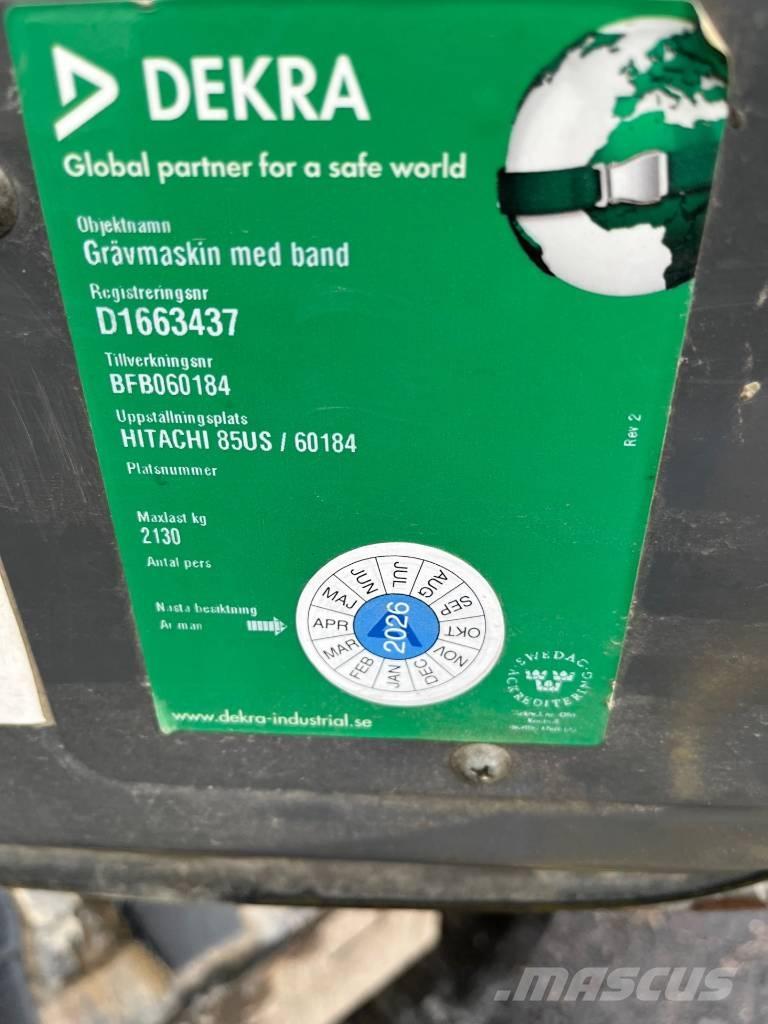 DEKRA
Global partner for a safe world
Objektnamn
Grävmaskin med band
Registreringsnr
D1663437
Tillverkningsnr
BFB060184
Uppställningsplats
HITACHI 85US / 60184
Platsnummer
Maxlast kg
2130
Antal pers
Nästa besiktning
År mån
JAN
FEB
MAR
APR
MAJ
JUN
JUL
AUG
SEP
OKT
NOV
DEC
2026
Rev 2
SWEDAC
ACKREDITERING
www.dekra-industrial.se
MASCUS